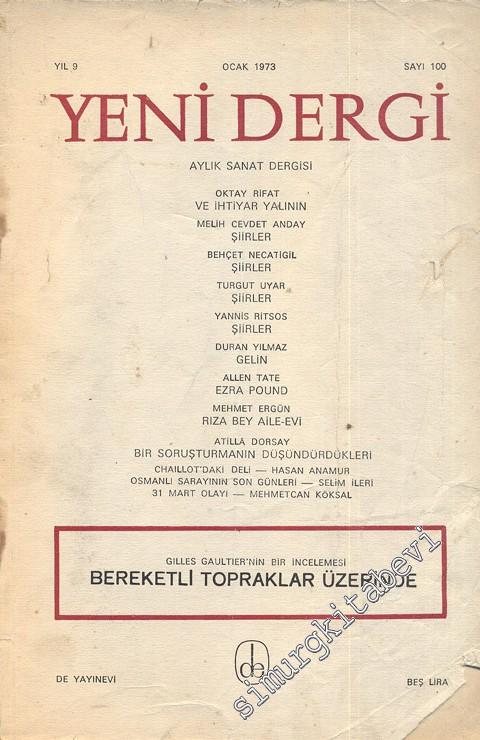 YIL 9 OCAK 1973 SAYI 100
YENİ DERGİ
AYLIK SANAT DERGİSİ
OKTAY RİFAT
VE İHTİYAR YALININ
MELİH CEVDET ANDAY
ŞİİRLER
BEHÇET NECATİGİL
ŞİİRLER
TURGUT UYAR
ŞİİRLER
YANNİS RİTSOS
ŞİİRLER
DURAN YILMAZ
GELİN
ALLEN TATE
EZRA POUND
MEHMET ERGÜN
RIZA BEY AİLE-EVİ
ATİLLÂ DORSAY
BİR SORUŞTURMANIN DÜŞÜNDÜRDÜKLERİ
CHAILLOT'DAKİ DELİ — HASAN ANAMUR
OSMANLI SARAYININ SON GÜNLERİ — SELİM İLERİ
31 MART OLAYI — MEHMETCAN KÖKSAL
GILLES GAULTIER'NİN BİR İNCELEMESİ
BEREKETLİ TOPRAKLAR ÜZERİNDE
de
DE YAYINEVİ BEŞ LİRA
simurgkitabevi